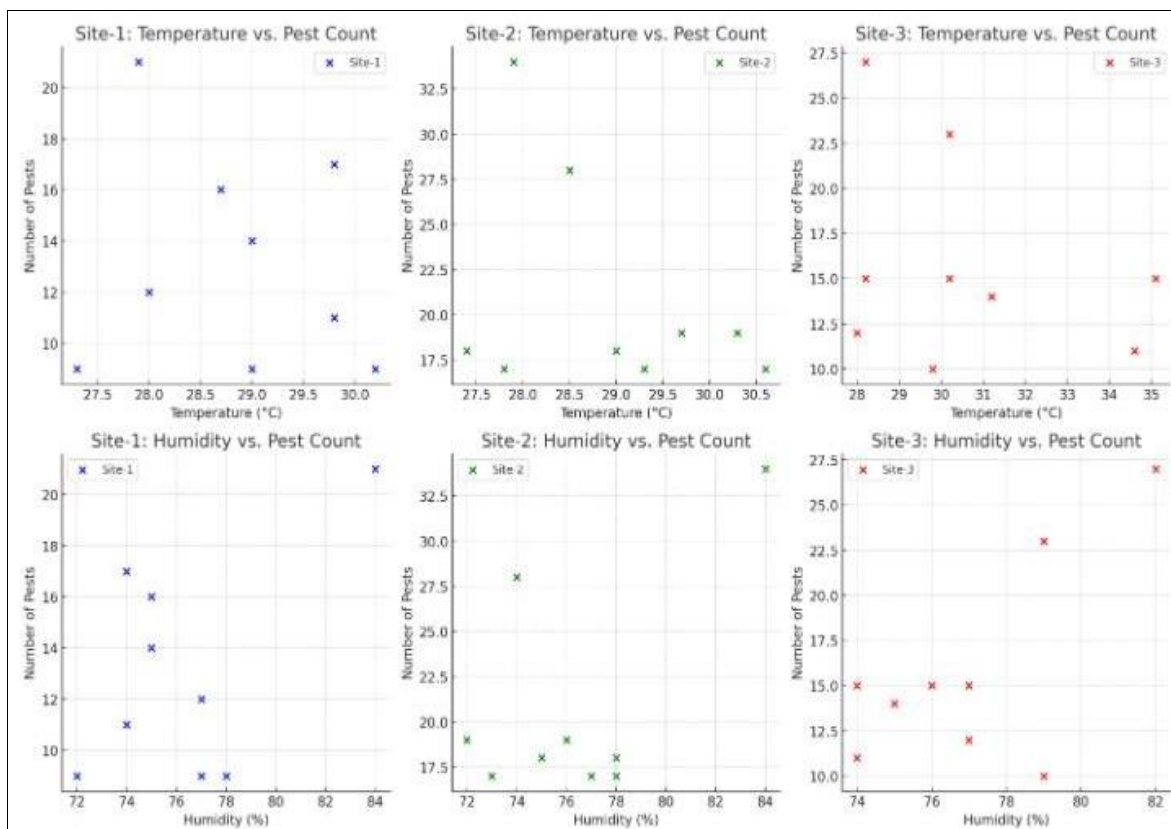 Site-1: Temperature vs. Pest Count
Site-1
20
18
16
14
12
10
Number of Pests
27.5 28.0 28.5 29.0 29.5 30.0
Temperature (°C)
Site-2: Temperature vs. Pest Count
Site-2
32.5
30.0
27.5
25.0
22.5
20.0
17.5
Number of Pests
27.5 28.0 28.5 29.0 29.5 30.0 30.5
Temperature (°C)
Site-3: Temperature vs. Pest Count
Site-3
27.5
25.0
22.5
20.0
17.5
15.0
12.5
10.0
Number of Pests
28 29 30 31 32 33 34 35
Temperature (°C)
Site-1: Humidity vs. Pest Count
Site-1
20
18
16
14
12
10
Number of Pests
72 74 76 78 80 82 84
Humidity (%)
Site-2: Humidity vs. Pest Count
Site-2
32.5
30.0
27.5
25.0
22.5
20.0
17.5
Number of Pests
72 74 76 78 80 82 84
Humidity (%)
Site-3: Humidity vs. Pest Count
Site-3
27.5
25.0
22.5
20.0
17.5
15.0
12.5
10.0
Number of Pests
74 76 78 80 82
Humidity (%)